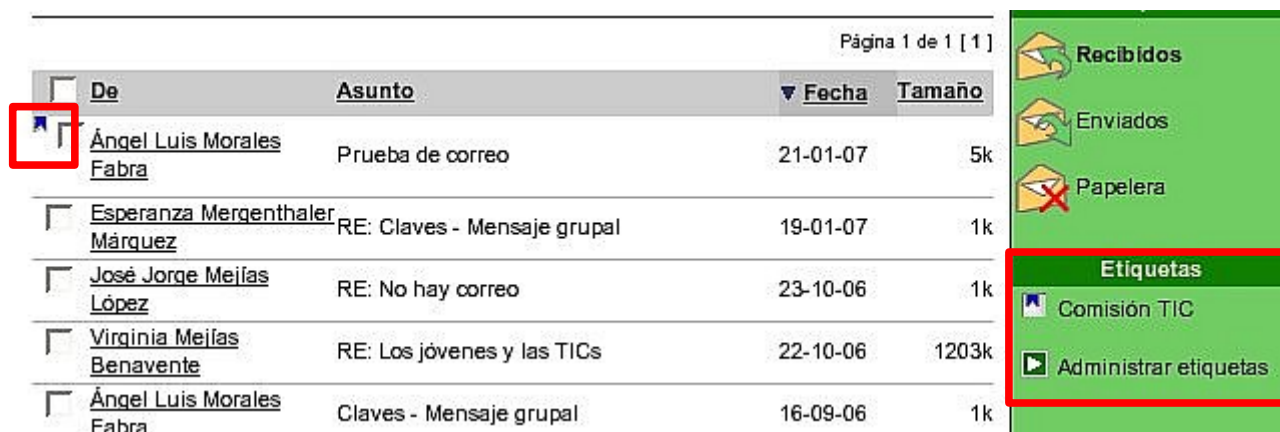 Página 1 de 1 [ 1 ]
De Asunto Fecha Tamaño
Ángel Luis Morales Fabra Prueba de correo 21-01-07 5k
Esperanza Mergenthaler Márquez RE: Claves - Mensaje grupal 19-01-07 1k
José Jorge Mejías López RE: No hay correo 23-10-06 1k
Virginia Mejías Benavente RE: Los jóvenes y las TICs 22-10-06 1203k
Ángel Luis Morales Fabra Claves - Mensaje grupal 16-09-06 1k
Recibidos
Enviados
Papelera
Etiquetas
Comisión TIC
Administrar etiquetas